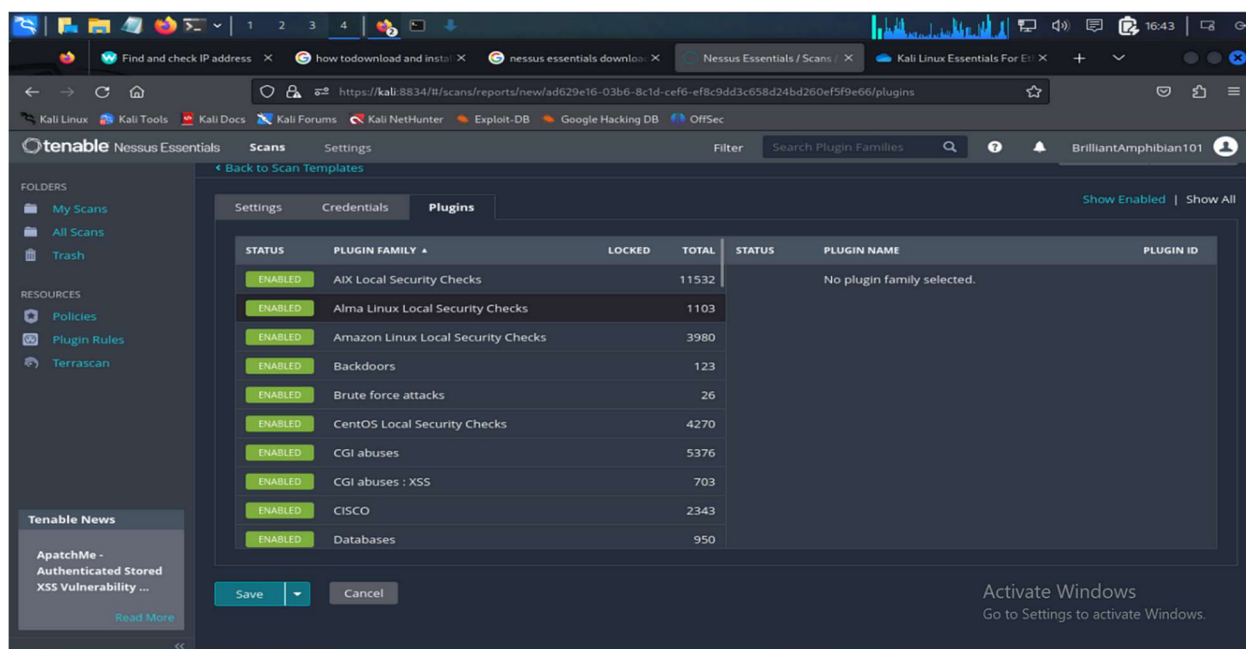 1 2 3 4 16:43
Find and check IP address × how todownload and instal × nessus essentials downloa × Nessus Essentials / Scans / × Kali Linux Essentials For Et ×
https://kali:8834/#/scans/reports/new/ad629e16-03b6-8c1d-cef6-ef8c9dd3c658d24bd260ef5f9e66/plugins
Kali Linux Kali Tools Kali Docs Kali Forums Kali NetHunter Exploit-DB Google Hacking DB OffSec
tenable Nessus Essentials Scans Settings Filter Search Plugin Families BrilliantAmphibian101
Back to Scan Templates
FOLDERS
My Scans
All Scans
Trash
RESOURCES
Policies
Plugin Rules
Terrascan
Tenable News
ApatchMe -
Authenticated Stored
XSS Vulnerability ...
Read More
Settings Credentials Plugins Show Enabled | Show All
STATUS PLUGIN FAMILY LOCKED TOTAL STATUS PLUGIN NAME PLUGIN ID
ENABLED AIX Local Security Checks 11532 No plugin family selected.
ENABLED Alma Linux Local Security Checks 1103
ENABLED Amazon Linux Local Security Checks 3980
ENABLED Backdoors 123
ENABLED Brute force attacks 26
ENABLED CentOS Local Security Checks 4270
ENABLED CGI abuses 5376
ENABLED CGI abuses : XSS 703
ENABLED CISCO 2343
ENABLED Databases 950
Save Cancel
Activate Windows
Go to Settings to activate Windows.